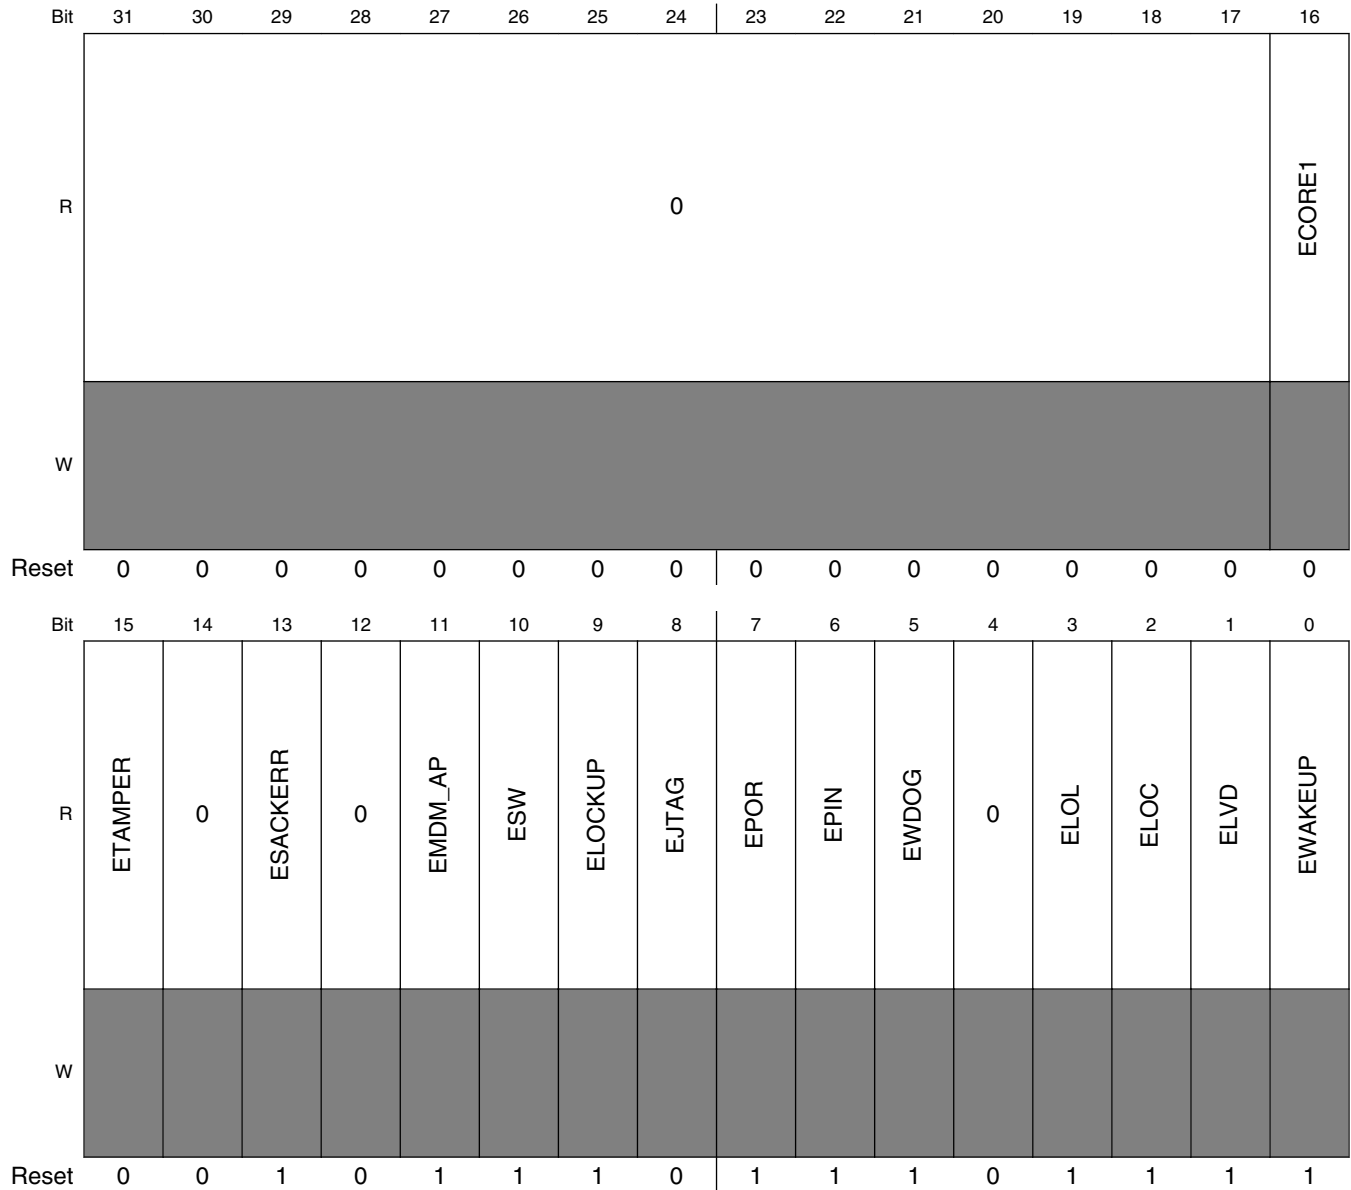 Bit 31 30 29 28 27 26 25 24 23 22 21 20 19 18 17 16
R 0 ECORE1
W
Reset 0 0 0 0 0 0 0 0 0 0 0 0 0 0 0 0
Bit 15 14 13 12 11 10 9 8 7 6 5 4 3 2 1 0
R ETAMPER 0 ESACKERR 0 EMDM_AP ESW ELOCKUP EJTAG EPOR EPIN EWDOG 0 ELOL ELOC ELVD EWAKEUP
W
Reset 0 0 1 0 1 1 1 0 1 1 1 0 1 1 1 1